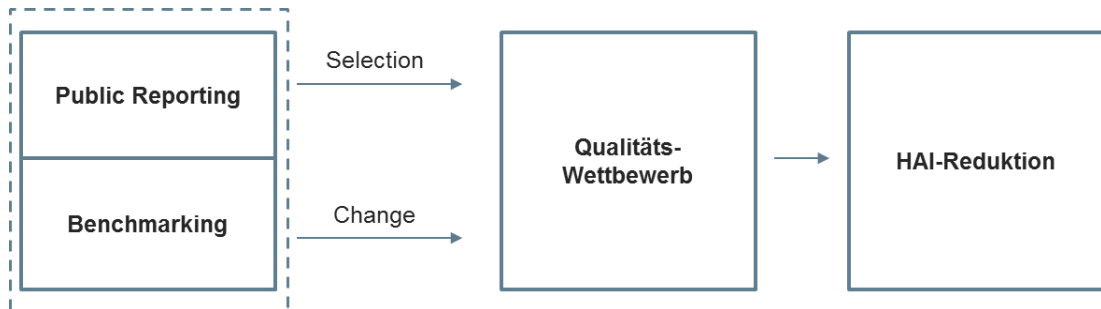 Public Reporting
Selection
Benchmarking
Change
Qualitäts-
Wettbewerb
HAI-Reduktion